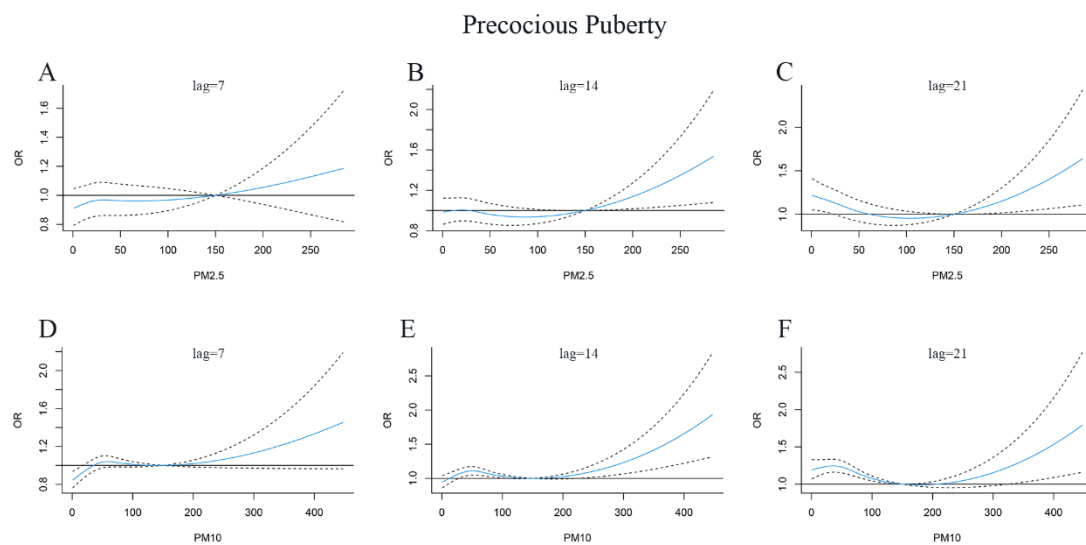 Precocious Puberty
A
lag=7
OR
0.8 1.0 1.2 1.4 1.6
0 50 100 150 200 250
PM2.5
B
lag=14
OR
0.8 1.2 1.6 2.0
0 50 100 150 200 250
PM2.5
C
lag=21
OR
1.0 1.5 2.0
0 50 100 150 200 250
PM2.5
D
lag=7
OR
0.8 1.2 1.6 2.0
0 100 200 300 400
PM10
E
lag=14
OR
1.0 1.5 2.0 2.5
0 100 200 300 400
PM10
F
lag=21
OR
1.0 1.5 2.0 2.5
0 100 200 300 400
PM10